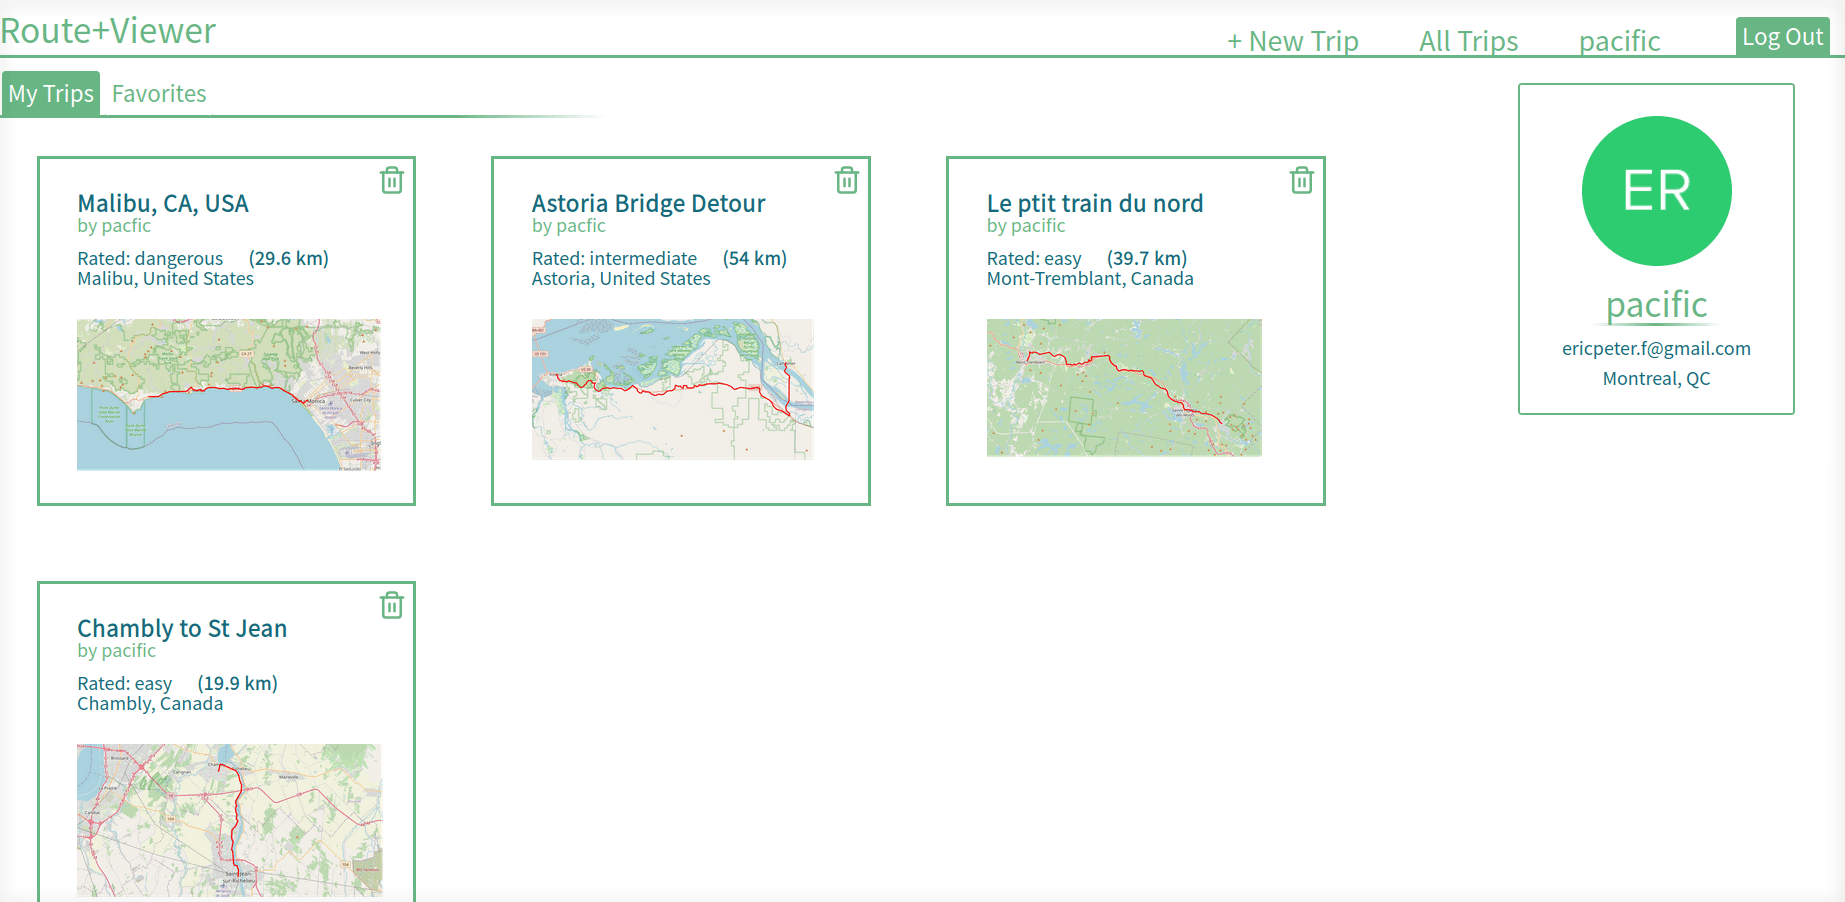 Route+Viewer
+ New Trip
All Trips
pacific
Log Out
My Trips
Favorites
Malibu, CA, USA
by pacfic
Rated: dangerous (29.6 km)
Malibu, United States
Astoria Bridge Detour
by pacfic
Rated: intermediate (54 km)
Astoria, United States
Le ptit train du nord
by pacific
Rated: easy (39.7 km)
Mont-Tremblant, Canada
ER
pacific
ericpeter.f@gmail.com
Montreal, QC
Chambly to St Jean
by pacific
Rated: easy (19.9 km)
Chambly, Canada